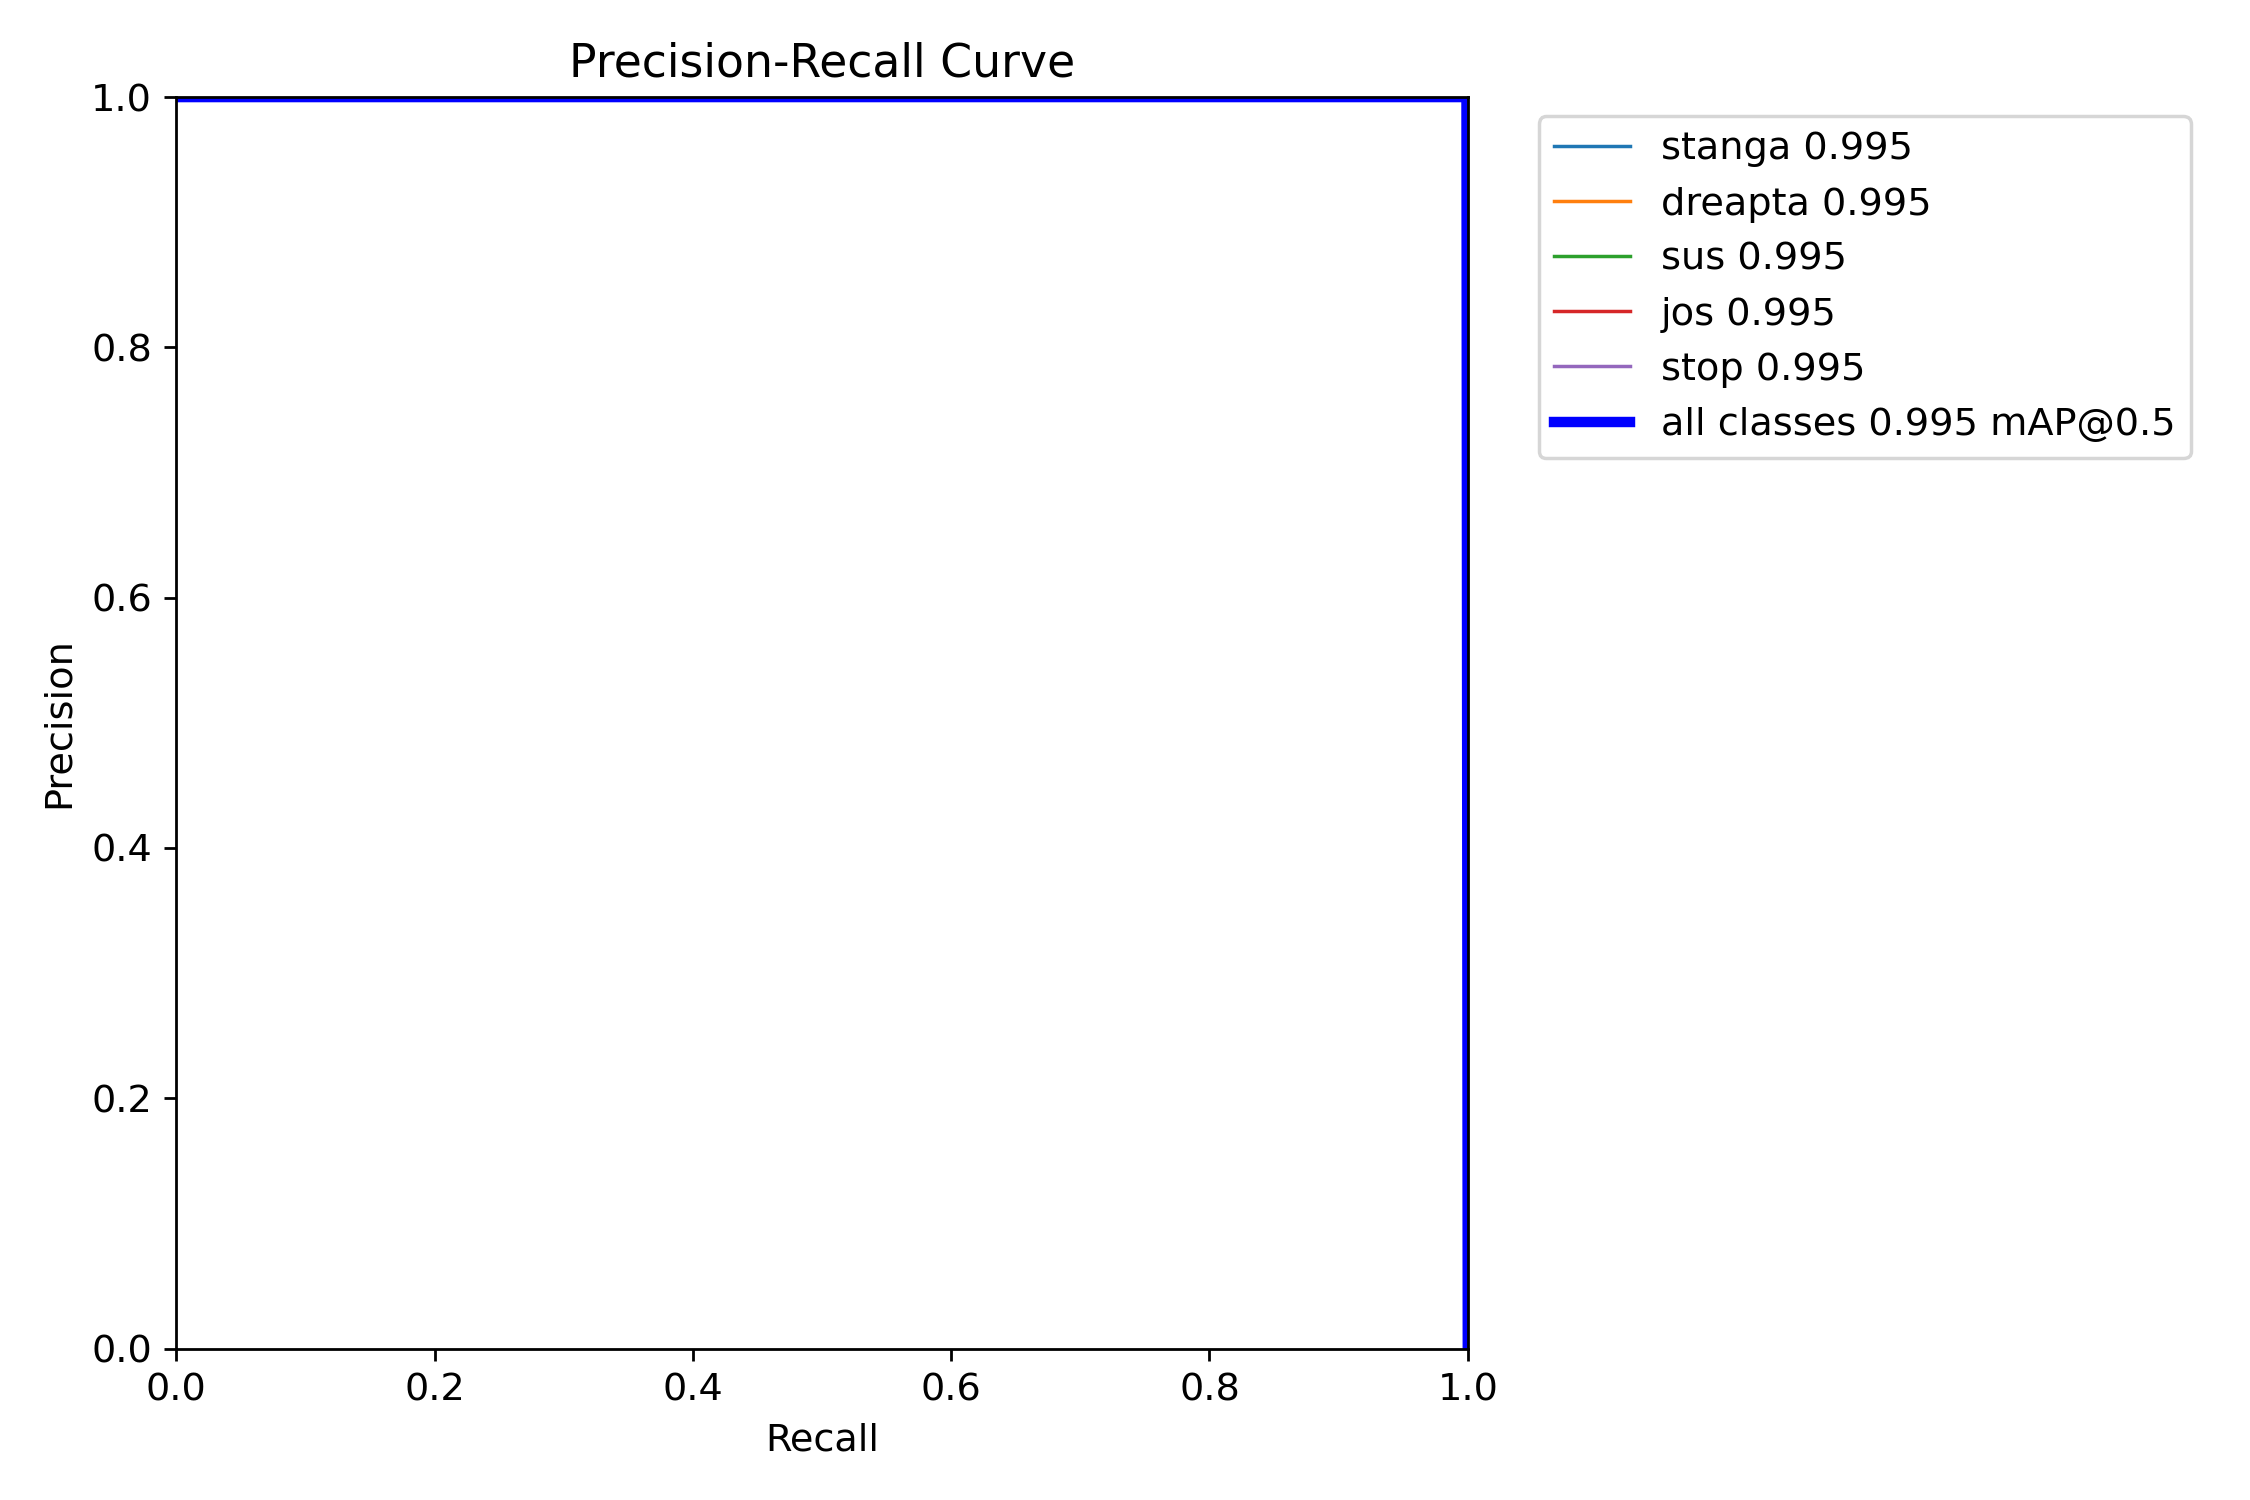 Precision-Recall Curve
1.0
0.8
0.6
0.4
0.2
0.0
Precision
0.0 0.2 0.4 0.6 0.8 1.0
Recall
stanga 0.995
dreapta 0.995
sus 0.995
jos 0.995
stop 0.995
all classes 0.995 mAP@0.5